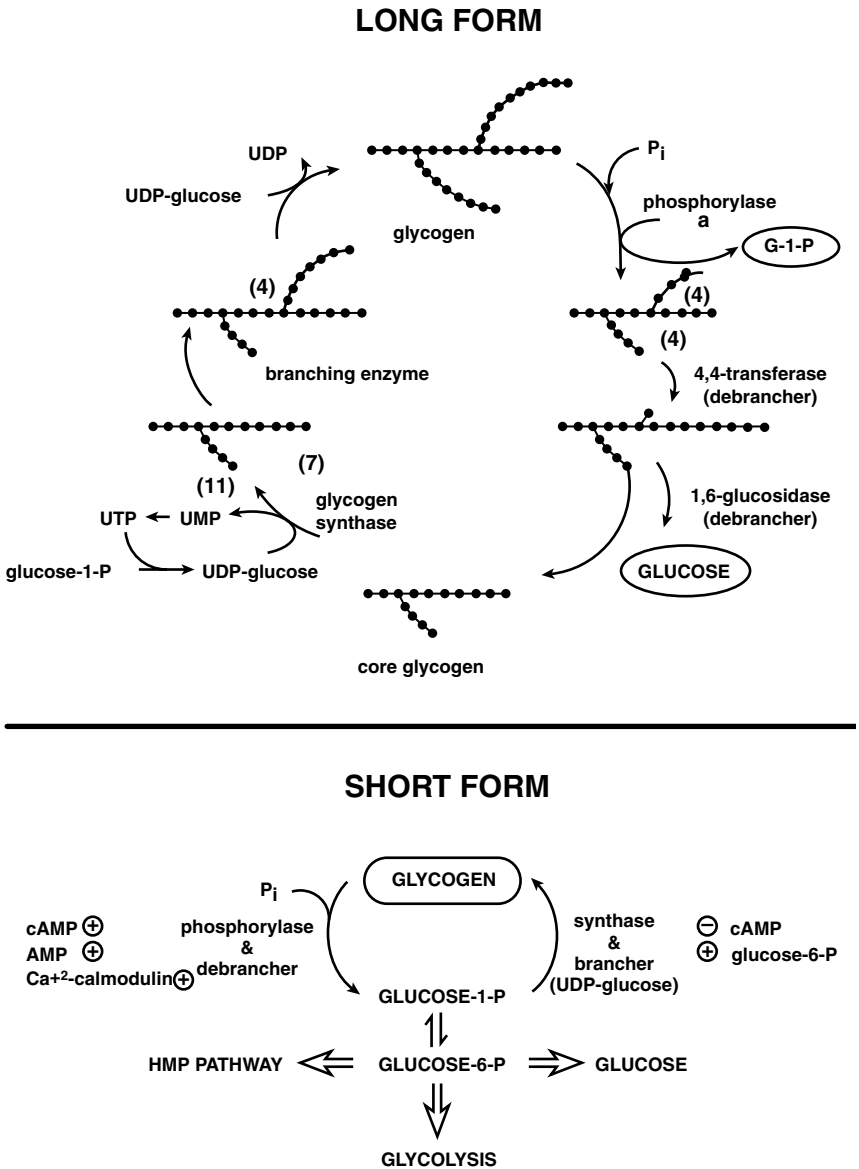 LONG FORM
UDP
UDP-glucose
glycogen
Pi
phosphorylase
a
G-1-P
(4)
(4)
(4)
branching enzyme
4,4-transferase
(debrancher)
(7)
(11)
glycogen
synthase
UTP
UMP
glucose-1-P
UDP-glucose
1,6-glucosidase
(debrancher)
GLUCOSE
core glycogen
SHORT FORM
Pi
GLYCOGEN
cAMP +
AMP +
Ca+2-calmodulin +
phosphorylase
&
debrancher
synthase
&
brancher
(UDP-glucose)
− cAMP
+ glucose-6-P
GLUCOSE-1-P
HMP PATHWAY
GLUCOSE-6-P
GLUCOSE
GLYCOLYSIS